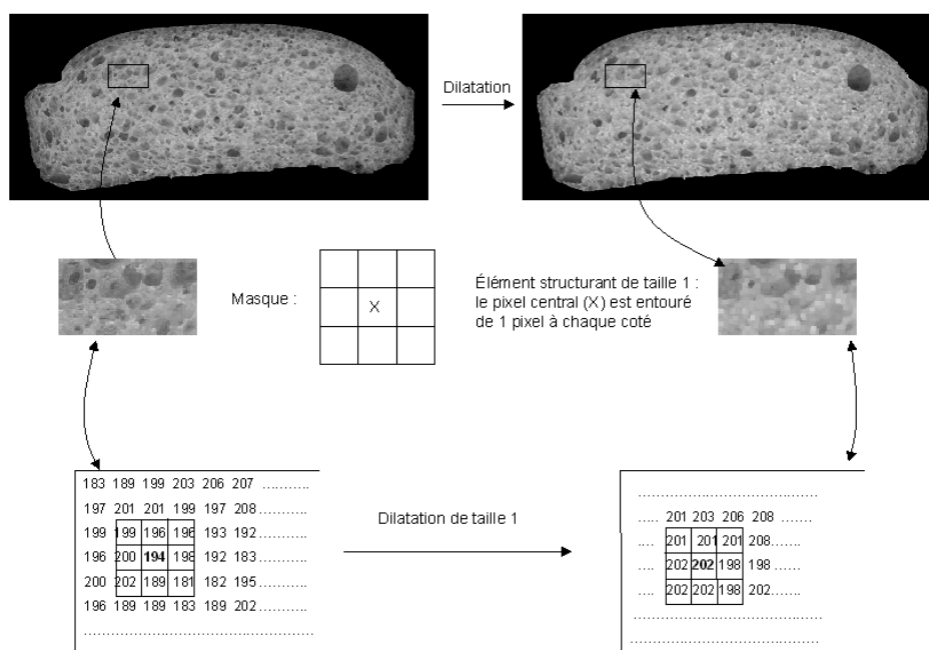 Dilatation
Masque :
X
Élément structurant de taille 1 :
le pixel central (X) est entouré
de 1 pixel à chaque coté
183 189 199 203 206 207 ...........
197 201 201 199 197 208...........
199 199 196 196 193 192...........
196 200 194 198 192 183...........
200 202 189 181 182 195...........
196 189 189 183 189 202...........
.....................................................
Dilatation de taille 1
..........................................
..... 201 203 206 208 .......
.... 201 201 201 208.......
.... 202 202 198 198 ......
.... 202 202 198 202.......
............................................
............................................